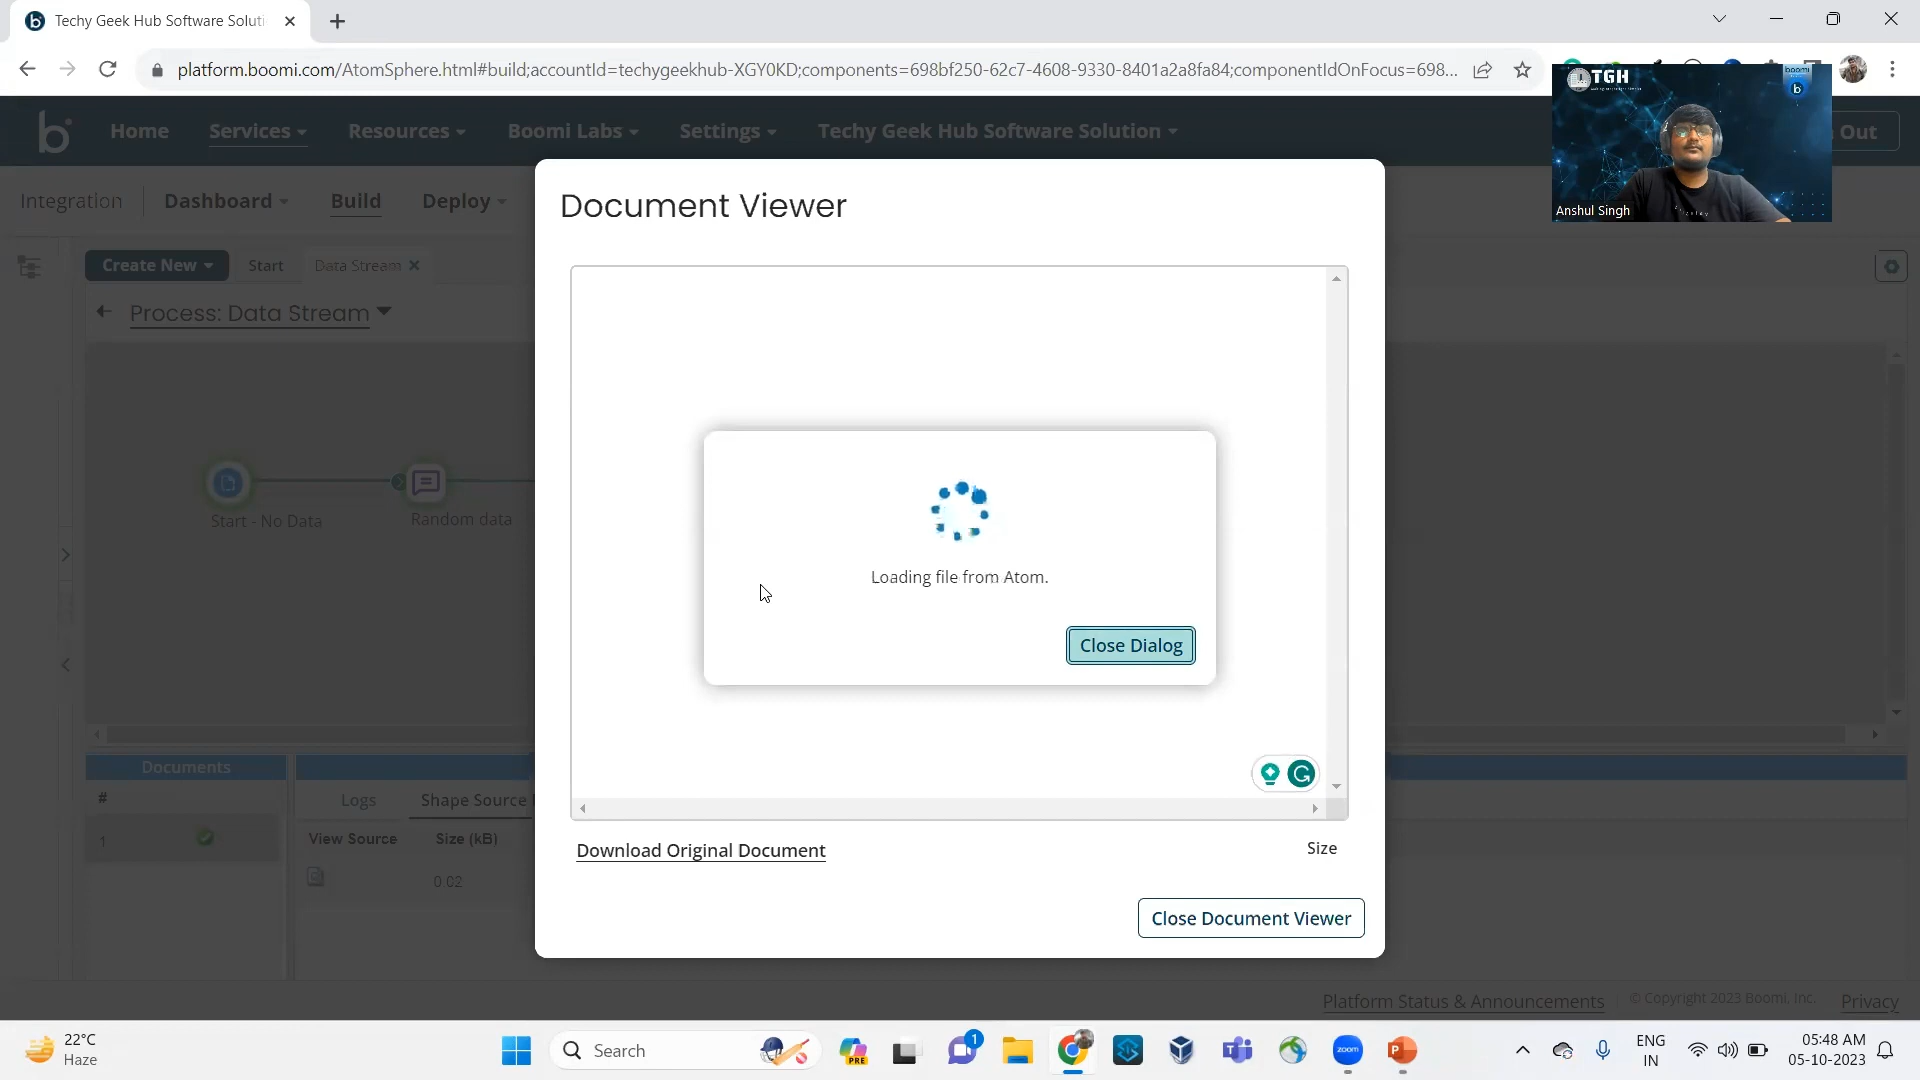 Techy Geek Hub Software Soluti
platform.boomi.com/AtomSphere.html#build;accountId=techygeekhub-XGY0KD;components=698bf250-62c7-4608-9330-8401a2a8fa84;componentIdOnFocus=698...
TGH
boomi
b
Home
Services
Resources
Boomi Labs
Settings
Techy Geek Hub Software Solution
Out
Anshul Singh
Integration
Dashboard
Build
Deploy
Document Viewer
Create New
Start
Data Stream
Process: Data Stream
Start - No Data
Random data
Loading file from Atom.
Close Dialog
Documents
#
Logs
Shape Source
1
View Source
Size (kB)
0.02
Download Original Document
Size
Close Document Viewer
Platform Status & Announcements
© Copyright 2023 Boomi, Inc.
Privacy
22°C
Haze
Search
PRE
1
zoom
ENG
IN
05:48 AM
05-10-2023